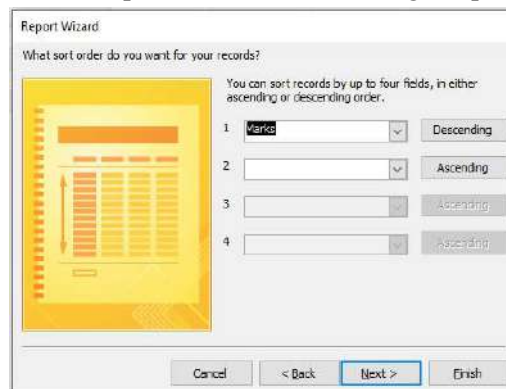 Report Wizard
What sort order do you want for your records?
You can sort records by up to four fields, in either
ascending or descending order.
1 Marks Descending
2 Ascending
3 Ascending
4 Ascending
Cancel < Back Next > Finish